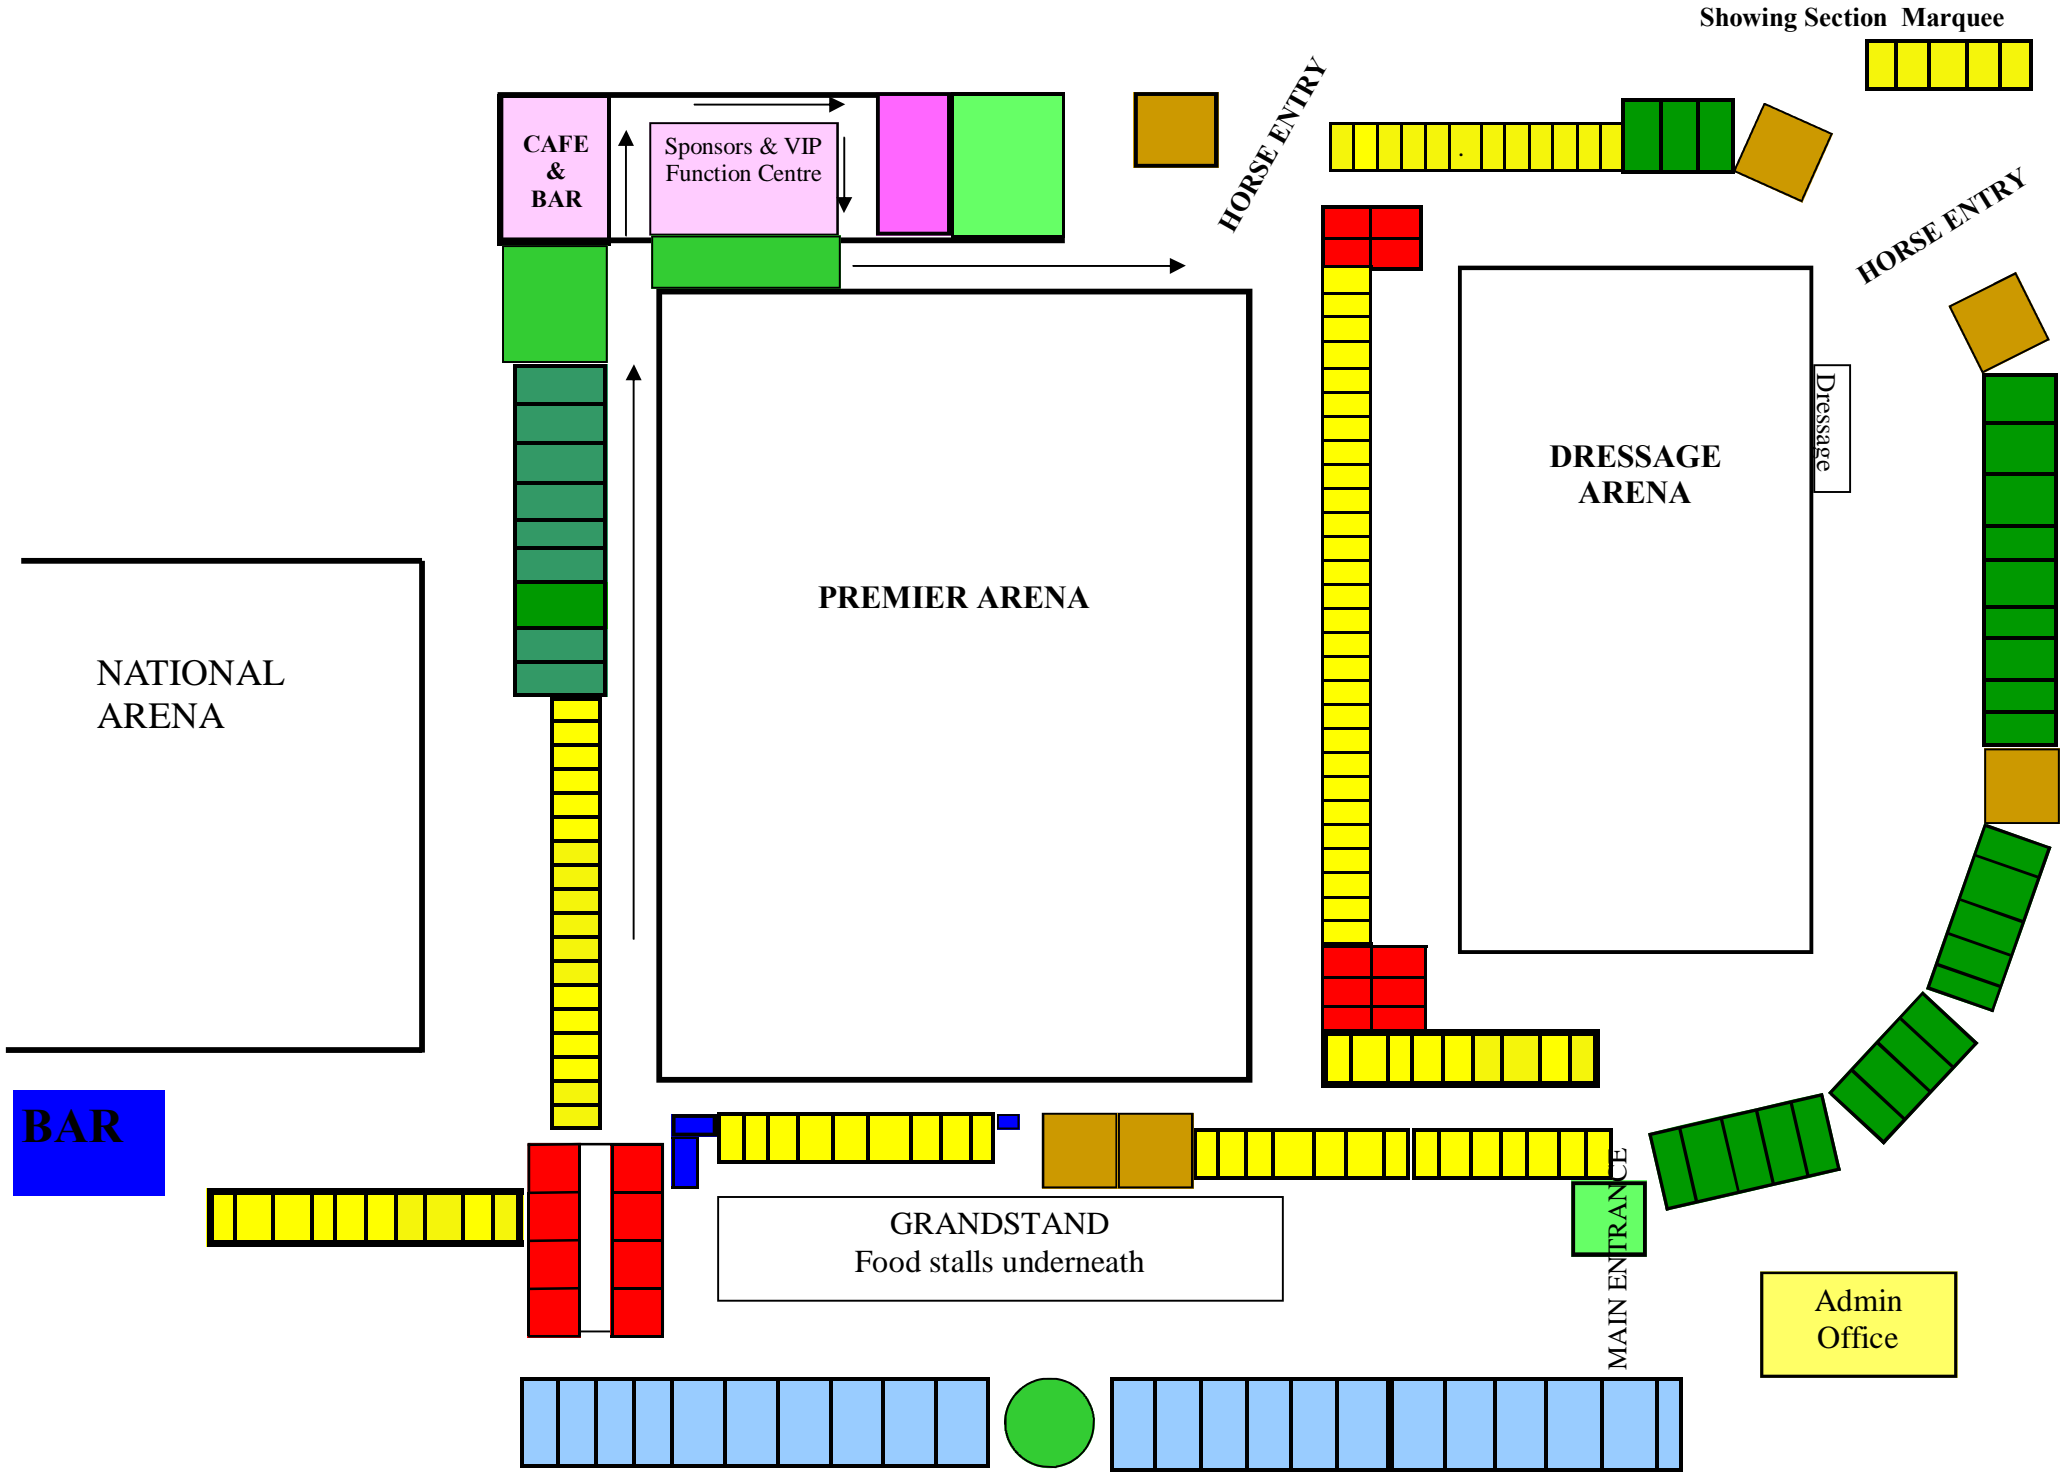 Showing Section  Marquee
HORSE ENTRY
CAFE
&
BAR
Sponsors & VIP
Function Centre
HORSE ENTRY
Dressage
DRESSAGE
ARENA
PREMIER ARENA
NATIONAL
ARENA
BAR
MAIN ENTRANCE
GRANDSTAND
Food stalls underneath
Admin
Office